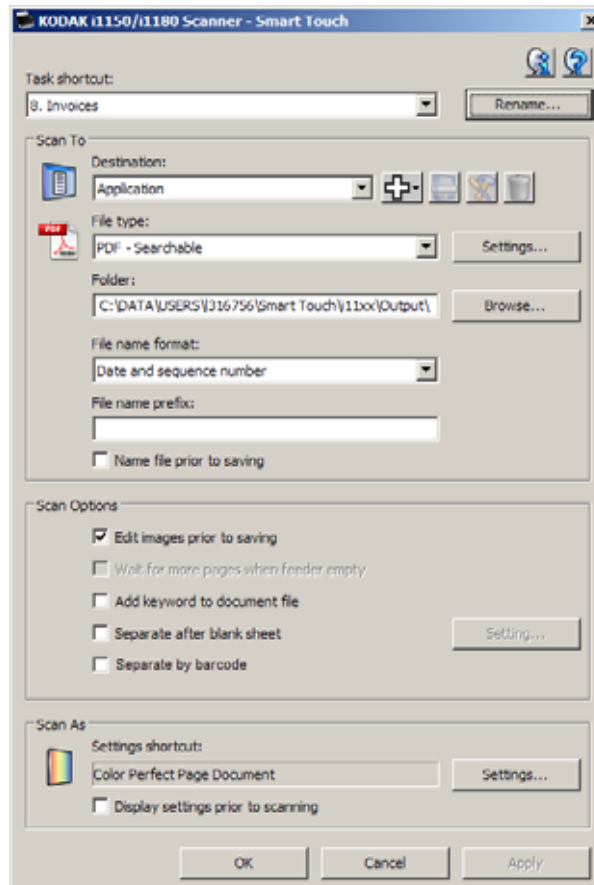 KODAK i1150/i1180 Scanner - Smart Touch
Task shortcut:
8. Invoices
Rename...
Scan To
Destination:
Application
PDF
File type:
PDF - Searchable
Settings...
Folder:
C:\DATA\USERS\J316756\Smart Touch\i11xx\Output\
Browse...
File name format:
Date and sequence number
File name prefix:
Name file prior to saving
Scan Options
Edit images prior to saving
Wait for more pages when feeder empty
Add keyword to document file
Separate after blank sheet
Setting...
Separate by barcode
Scan As
Settings shortcut:
Color Perfect Page Document
Settings...
Display settings prior to scanning
OK
Cancel
Apply